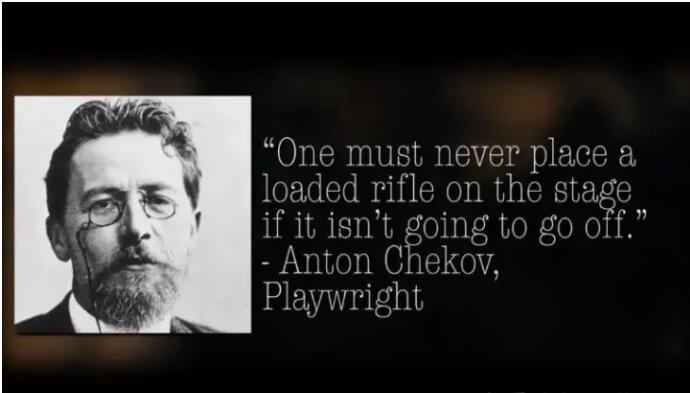 “One must never place a
loaded rifle on the stage
if it isn’t going to go off.”
- Anton Chekov,
Playwright